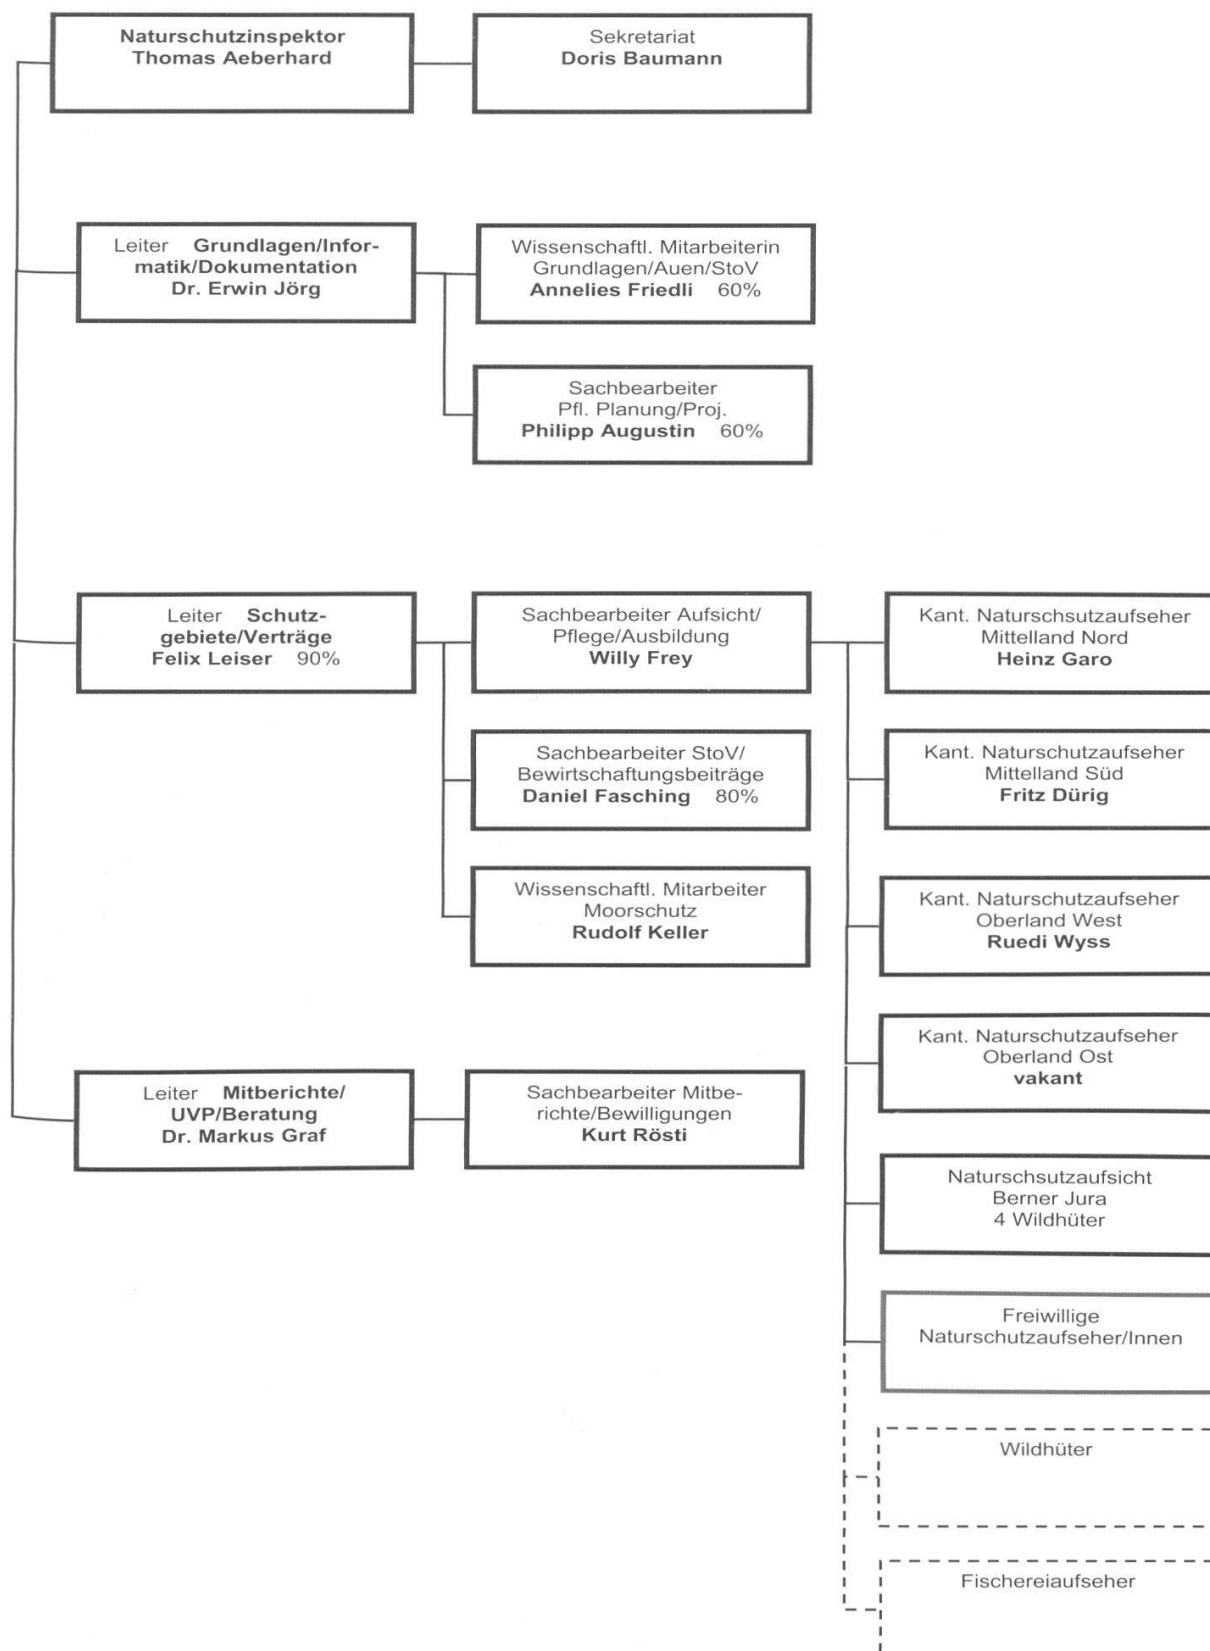 Naturschutzinspektor
Thomas Aeberhard
Sekretariat
Doris Baumann
Leiter Grundlagen/Infor-
matik/Dokumentation
Dr. Erwin Jörg
Wissenschaftl. Mitarbeiterin
Grundlagen/Auen/StoV
Annelies Friedli 60%
Sachbearbeiter
Pfl. Planung/Proj.
Philipp Augustin 60%
Leiter Schutz-
gebiete/Verträge
Felix Leiser 90%
Sachbearbeiter Aufsicht/
Pflege/Ausbildung
Willy Frey
Kant. Naturschsutzaufseher
Mittelland Nord
Heinz Garo
Sachbearbeiter StoV/
Bewirtschaftungsbeiträge
Daniel Fasching 80%
Kant. Naturschutzaufseher
Mittelland Süd
Fritz Dürig
Wissenschaftl. Mitarbeiter
Moorschutz
Rudolf Keller
Kant. Naturschutzaufseher
Oberland West
Ruedi Wyss
Kant. Naturschutzaufseher
Oberland Ost
vakant
Leiter Mitberichte/
UVP/Beratung
Dr. Markus Graf
Sachbearbeiter Mitbe-
richte/Bewilligungen
Kurt Rösti
Naturschsutzaufsicht
Berner Jura
4 Wildhüter
Freiwillige
Naturschutzaufseher/Innen
Wildhüter
Fischereiaufseher